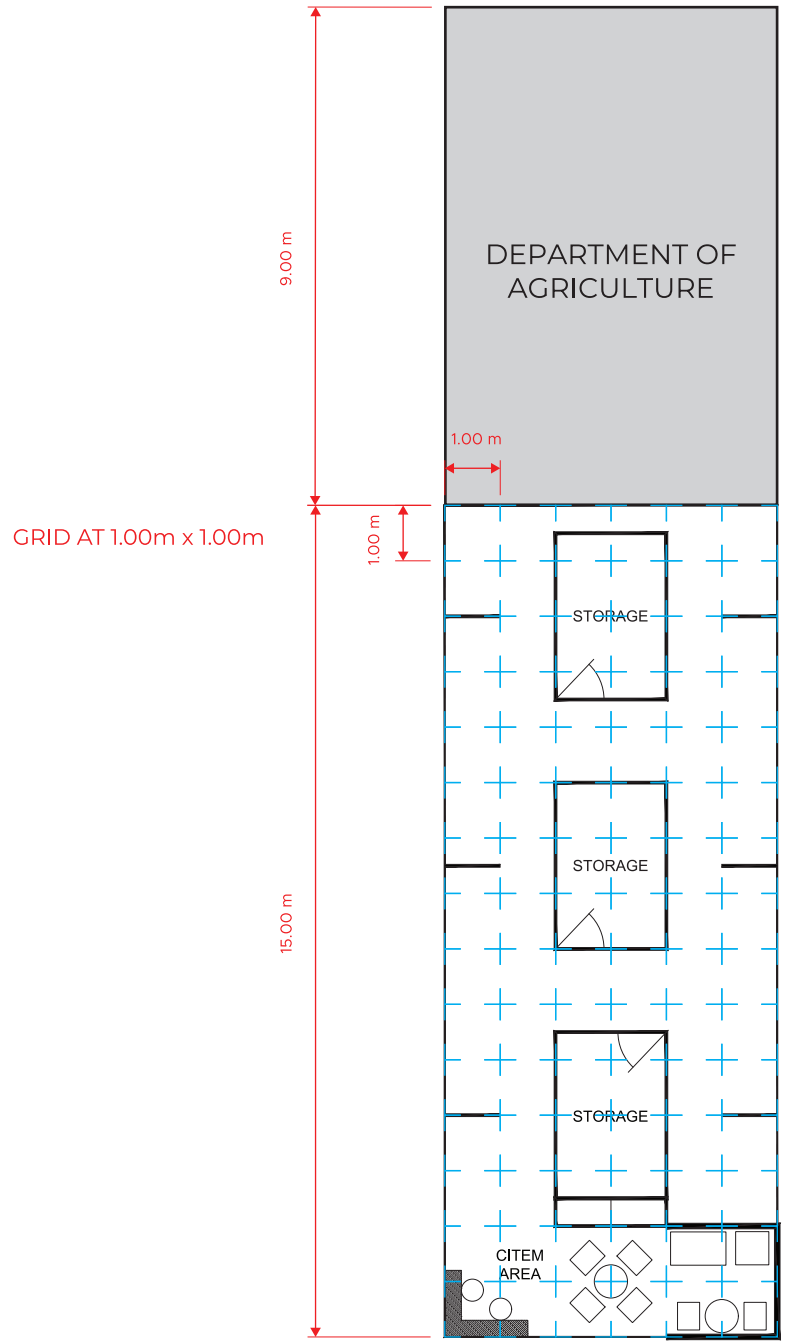 DEPARTMENT OF
AGRICULTURE
9.00 m
1.00 m
GRID AT 1.00m x 1.00m
1.00 m
STORAGE
STORAGE
15.00 m
STORAGE
CITEM
AREA